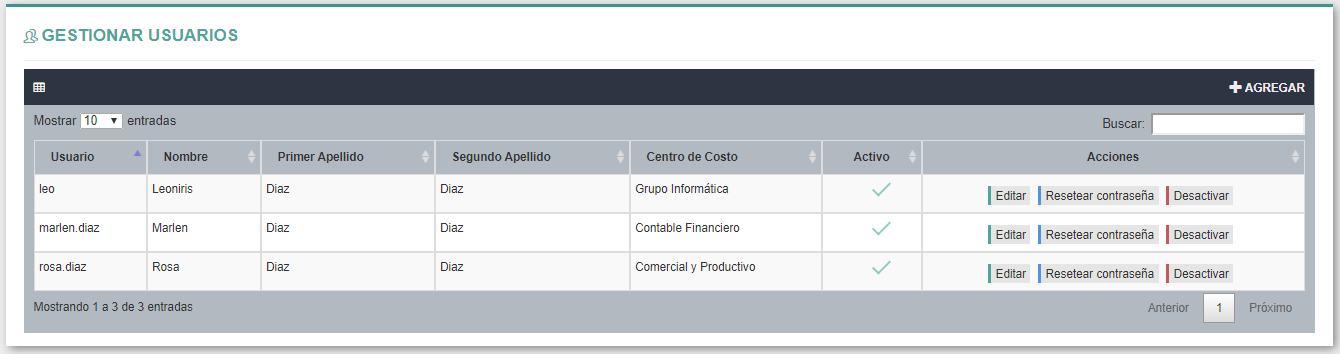 GESTIONAR USUARIOS
AGREGAR
Mostrar 10 entradas
Buscar:
Usuario Nombre Primer Apellido Segundo Apellido Centro de Costo Activo Acciones
leo Leoniris Diaz Diaz Grupo Informática Editar Resetear contraseña Desactivar
marlen.diaz Marlen Diaz Diaz Contable Financiero Editar Resetear contraseña Desactivar
rosa.diaz Rosa Diaz Diaz Comercial y Productivo Editar Resetear contraseña Desactivar
Mostrando 1 a 3 de 3 entradas
Anterior 1 Próximo